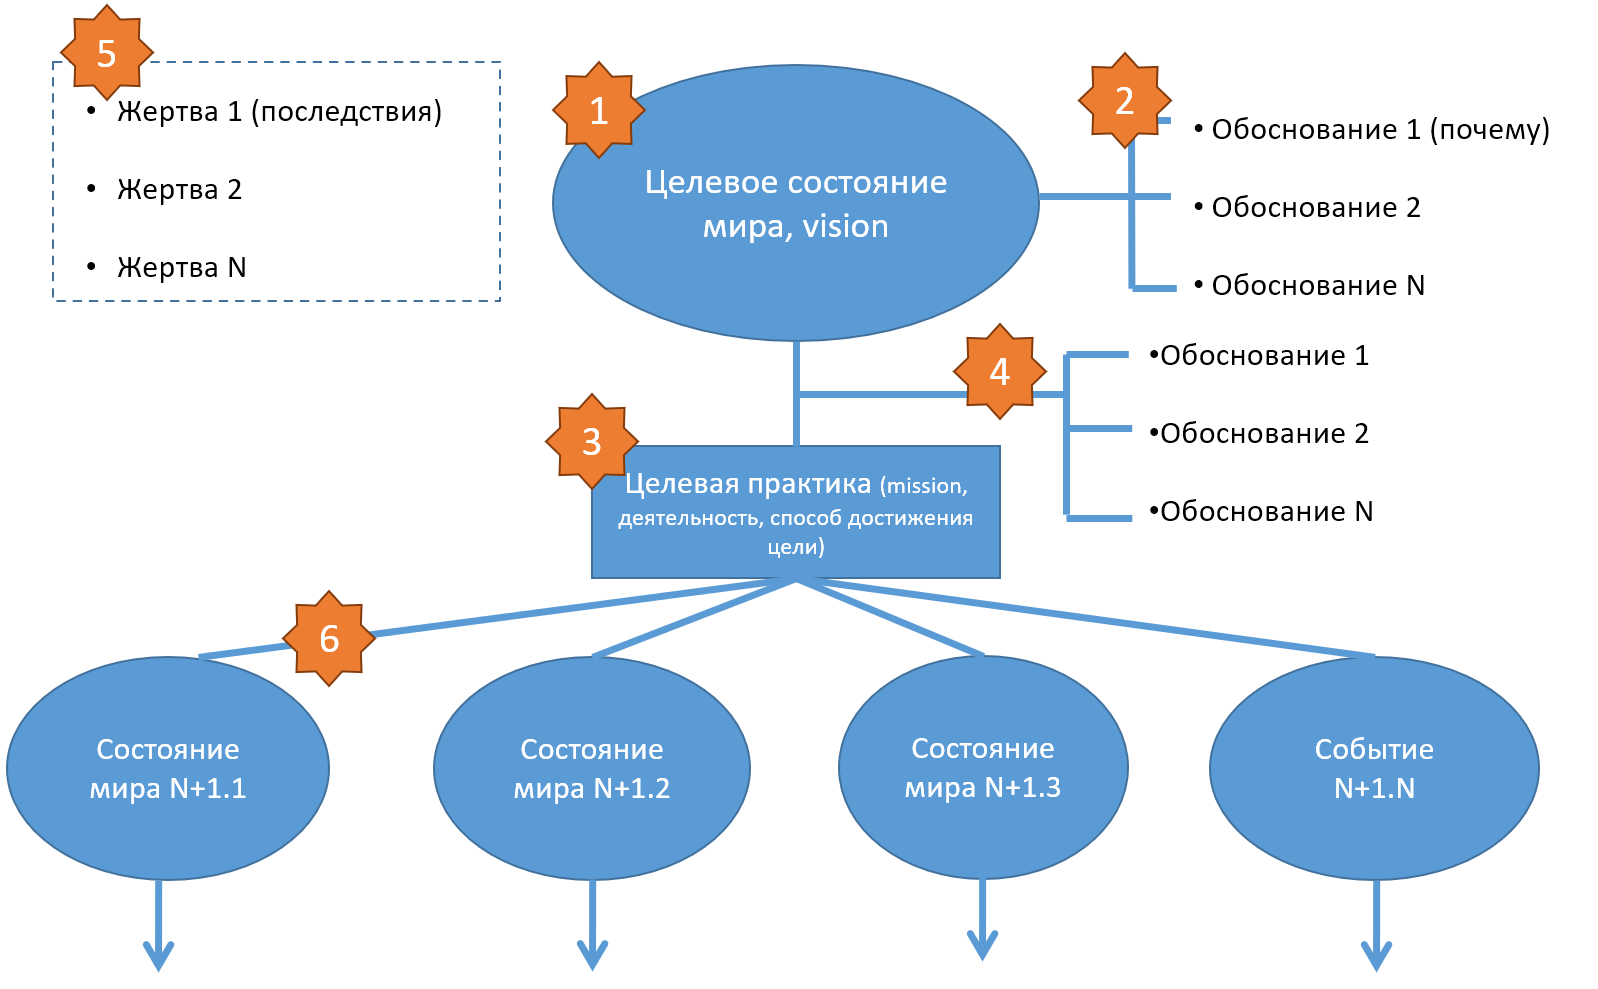 5
• Жертва 1 (последствия)
• Жертва 2
• Жертва N
1
Целевое состояние
мира, vision
2
• Обоснование 1 (почему)
• Обоснование 2
• Обоснование N
3
Целевая практика (mission,
деятельность, способ достижения
цели)
4
•Обоснование 1
•Обоснование 2
•Обоснование N
6
Состояние
мира N+1.1
Состояние
мира N+1.2
Состояние
мира N+1.3
Событие
N+1.N